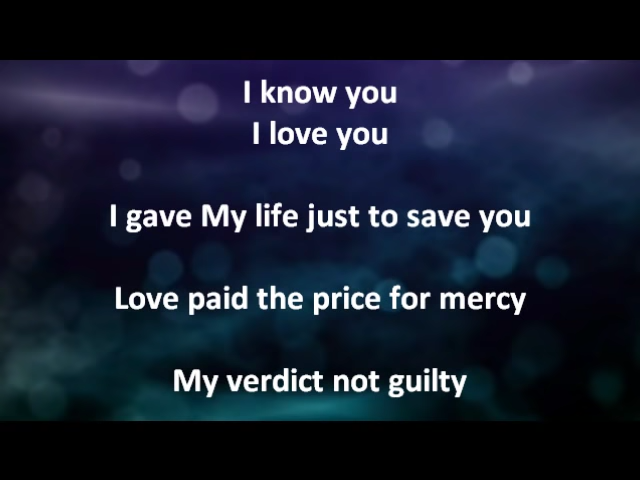 I know you
I love you
I gave My life just to save you
Love paid the price for mercy
My verdict not guilty